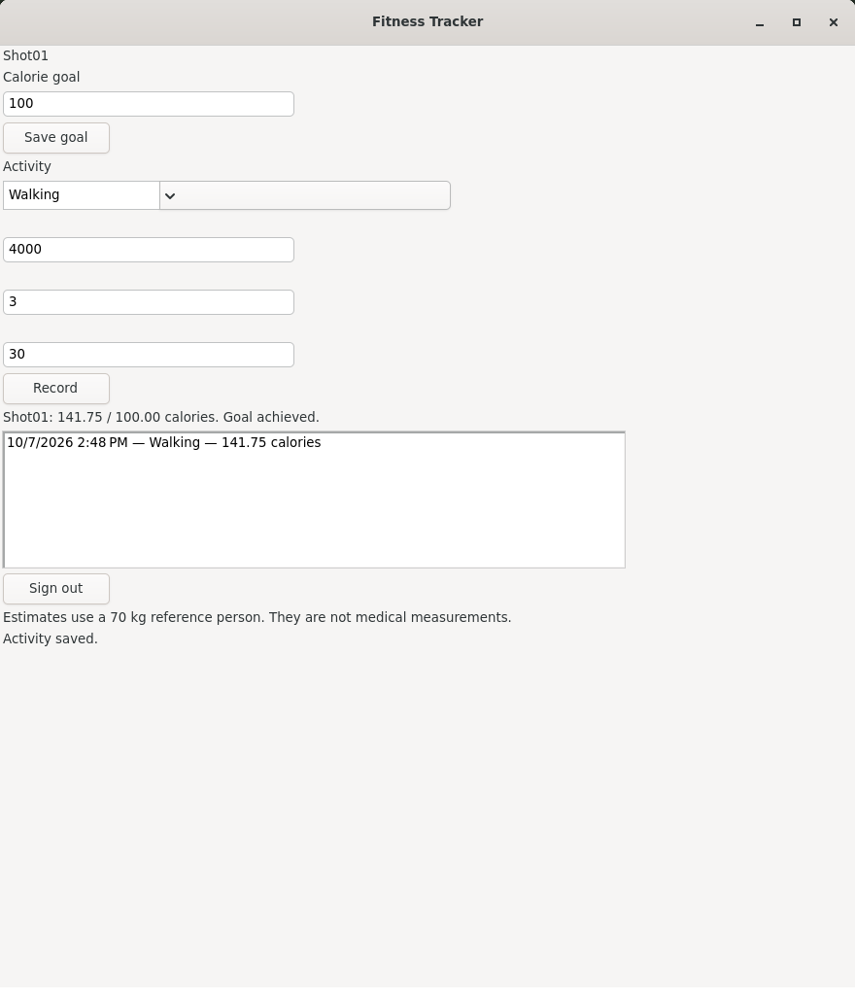 Fitness Tracker
Shot01
Calorie goal
100
Save goal
Activity
Walking
4000
3
30
Record
Shot01: 141.75 / 100.00 calories. Goal achieved.
10/7/2026 2:48 PM — Walking — 141.75 calories
Sign out
Estimates use a 70 kg reference person. They are not medical measurements.
Activity saved.